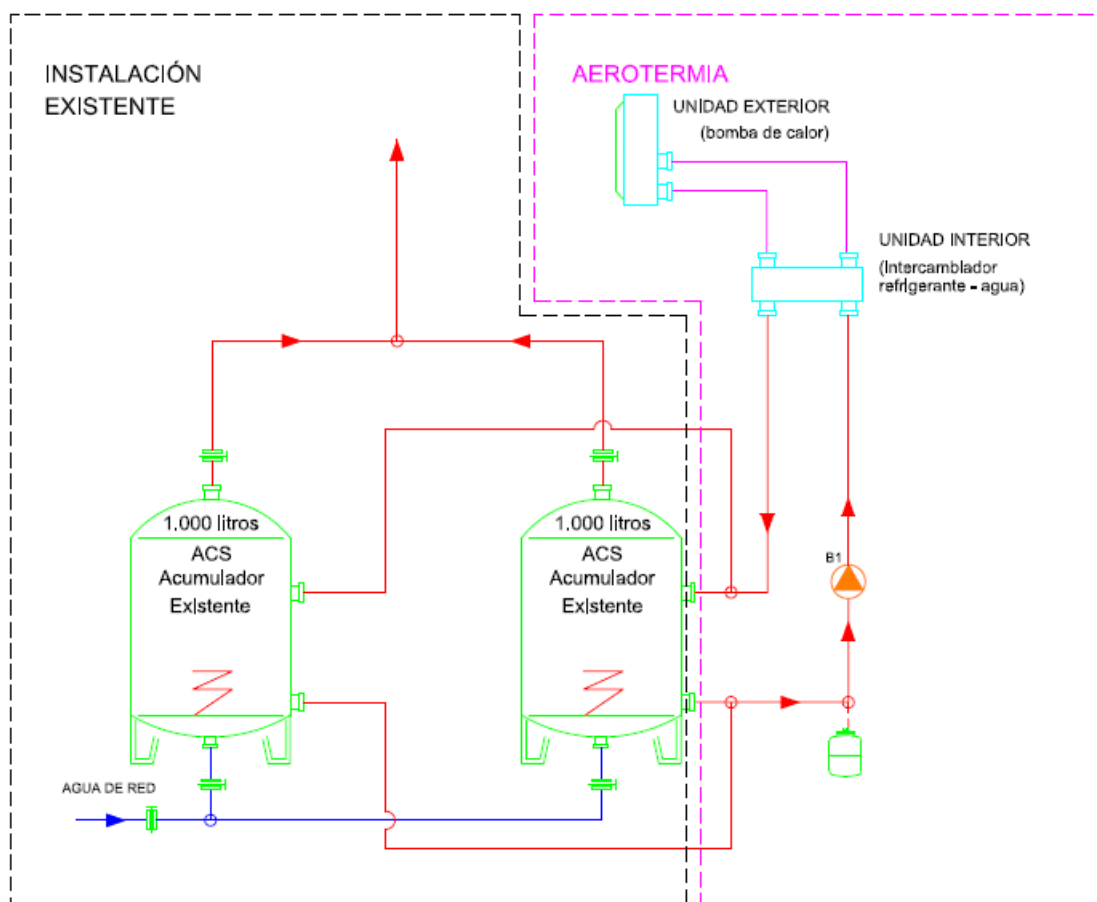 INSTALACIÓN
EXISTENTE
AEROTERMIA
UNIDAD EXTERIOR
(bomba de calor)
UNIDAD INTERIOR
(Intercambiador
refrigerante - agua)
1.000 litros
ACS
Acumulador
Existente
1.000 litros
ACS
Acumulador
Existente
B1
AGUA DE RED